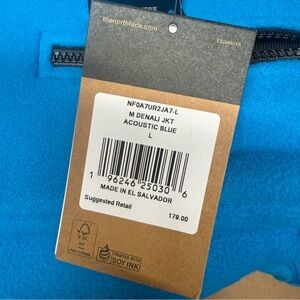 thenorthface.com
NF0A7UR2JA7-L
M DENALI JKT
ACOUSTIC BLUE
L
1 96246 25030 6
MADE IN EL SALVADOR
Suggested Retail
179.00
FSC
PRINTED WITH
SOY INK